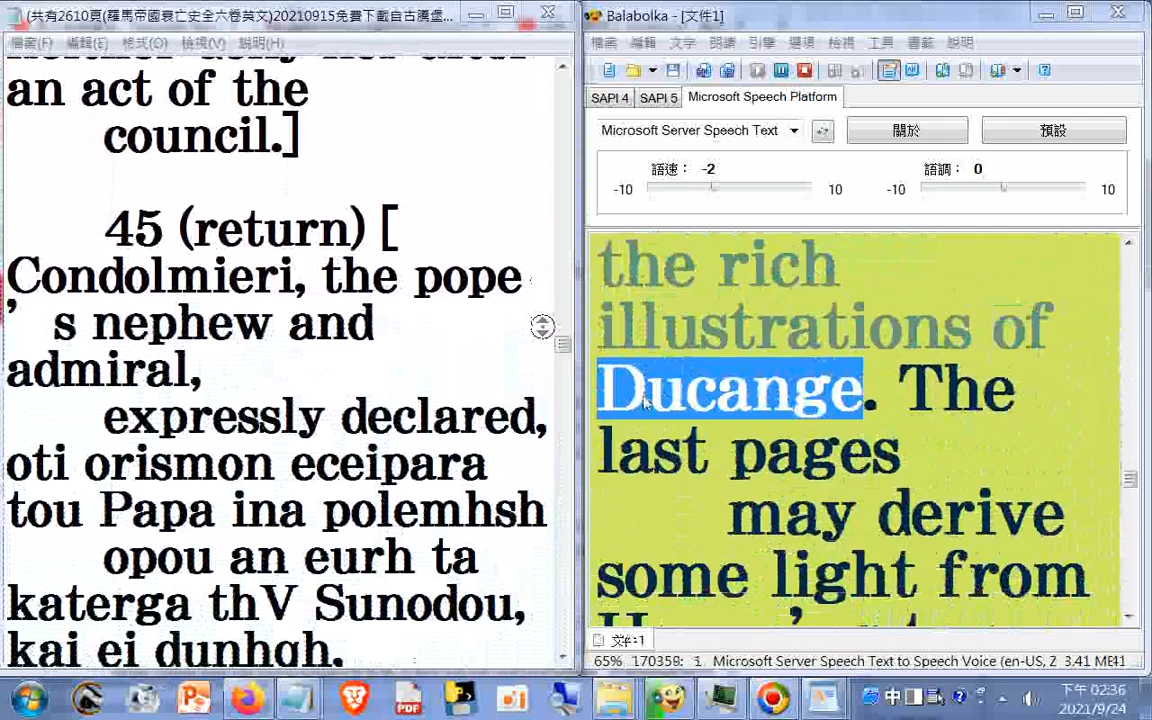 (共有2610頁(羅馬帝國衰亡史全六卷英文)20210915免費下載自古騰堡...
檔案(F) 編輯(E) 格式(O) 檢視(V) 說明(H)
an act of the
council.]
45 (return) [
Condolmieri, the pope
’ s nephew and
admiral,
expressly declared,
oti orismon eceipara
tou Papa ina polemhsh
opou an eurh ta
katerga thV Sunodou,
kai ei dunhqh,
Balabolka - [文件1]
檔案 編輯 文字 朗讀 引擎 選項 檢視 工具 書籤 說明
SAPI 4 SAPI 5 Microsoft Speech Platform
Microsoft Server Speech Text 關於 預設
語速： -2 語調： 0
-10 10 -10 10
the rich
illustrations of
Ducange. The
last pages
may derive
some light from
文件1
65% 170358: 1 Microsoft Server Speech Text to Speech Voice (en-US, 2 3.41 ME41
中 下午 02:36
2021/9/24